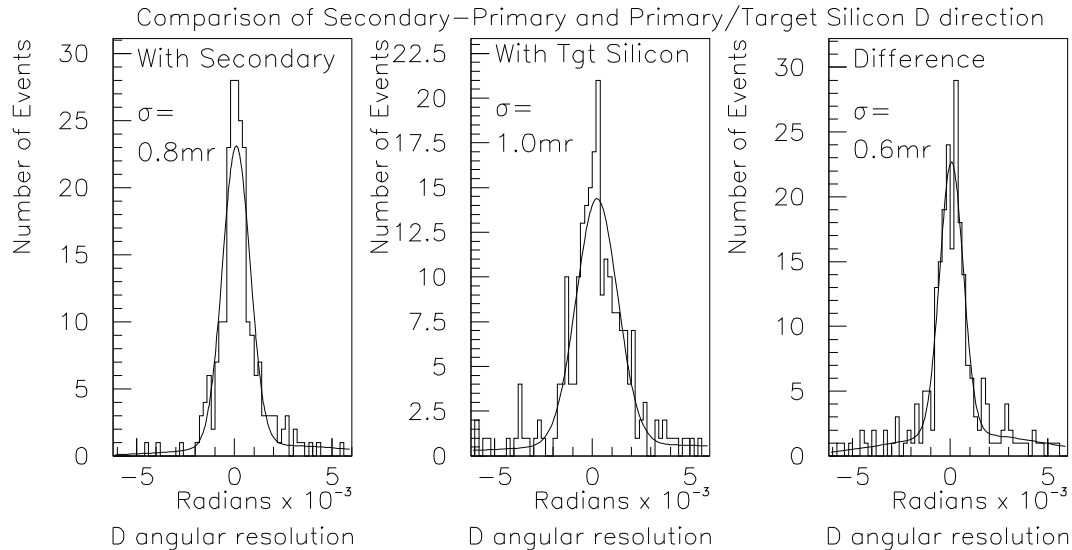 Comparison of Secondary−Primary and Primary/Target Silicon D direction
Number of Events
30
25
20
15
10
5
0
With Secondary
σ=
0.8mr
−5 0 5
Radians x 10⁻³
D angular resolution
Number of Events
22.5
20
17.5
15
12.5
10
7.5
5
2.5
0
With Tgt Silicon
σ=
1.0mr
−5 0 5
Radians x 10⁻³
D angular resolution
Number of Events
30
25
20
15
10
5
0
Difference
σ=
0.6mr
−5 0 5
Radians x 10⁻³
D angular resolution